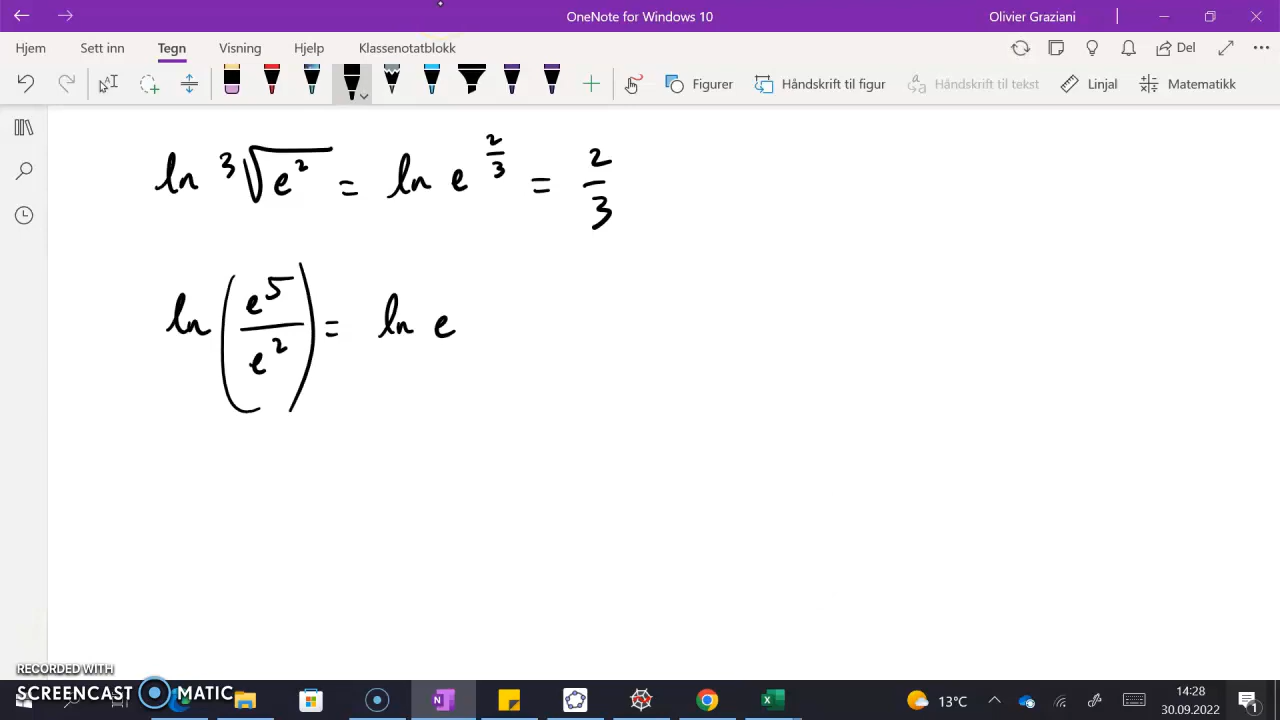 OneNote for Windows 10
Olivier Graziani
Hjem Sett inn Tegn Visning Hjelp Klassenotatblokk Del
Figurer Håndskrift til figur Håndskrift til tekst Linjal Matematikk
ln ³√e² = ln e^(2/3) = 2/3
ln(e⁵/e²) = ln e
RECORDED WITH
SCREENCAST MATIC
13°C
14:28
30.09.2022
1